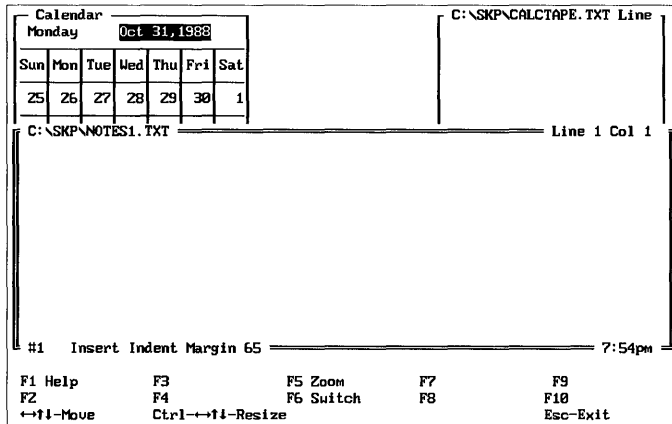 Calendar
Monday Oct 31,1988
Sun Mon Tue Wed Thu Fri Sat
25 26 27 28 29 30 1
C:\SKP\CALCTAPE.TXT Line
C:\SKP\NOTES1.TXT Line 1 Col 1
#1 Insert Indent Margin 65 7:54pm
F1 Help F3 F5 Zoom F7 F9
F2 F4 F6 Switch F8 F10
↔↑↓-Move Ctrl-↔↑↓-Resize Esc-Exit